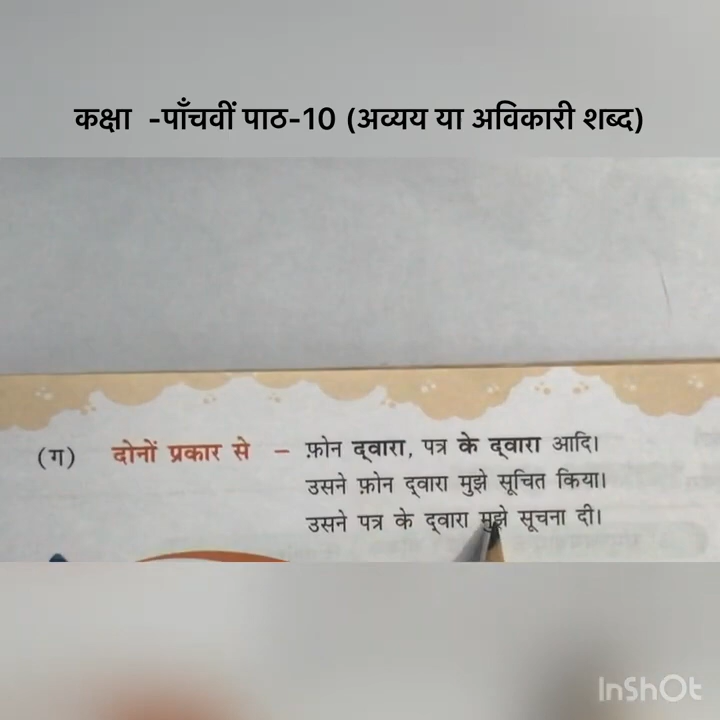 कक्षा -पाँचवीं पाठ-10 (अव्यय या अविकारी शब्द)
(ग) दोनों प्रकार से – फ़ोन द्वारा, पत्र के द्वारा आदि।
उसने फ़ोन द्वारा मुझे सूचित किया।
उसने पत्र के द्वारा मुझे सूचना दी।
InShOt